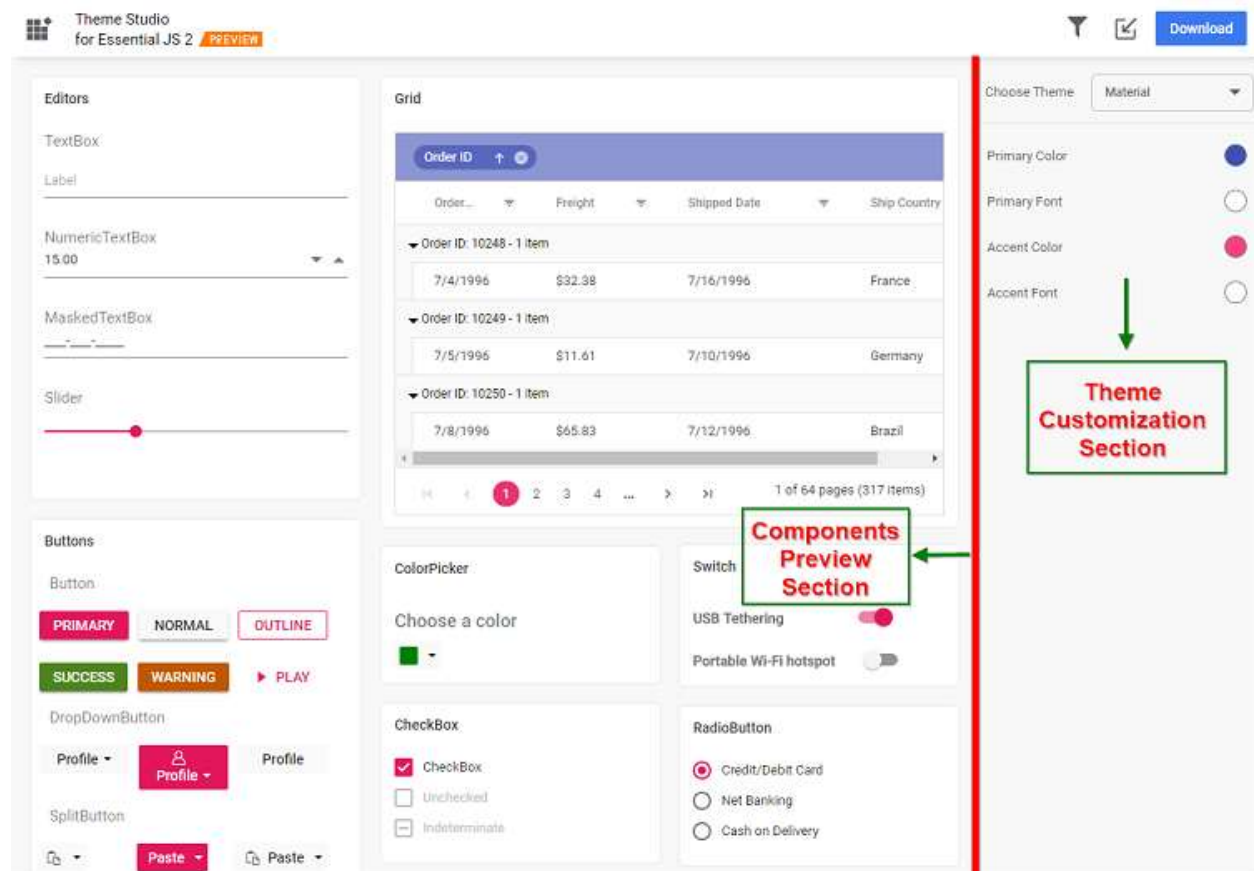 Theme Studio
for Essential JS 2 PREVIEW
Download
Editors
TextBox
Label
NumericTextBox
15.00
MaskedTextBox
___-___-____
Slider
Grid
Order ID
Order... Freight Shipped Date Ship Country
Order ID: 10248 - 1 item
7/4/1996 $32.38 7/16/1996 France
Order ID: 10249 - 1 item
7/5/1996 $11.61 7/10/1996 Germany
Order ID: 10250 - 1 item
7/8/1996 $65.83 7/12/1996 Brazil
1 2 3 4 ... 1 of 64 pages (317 items)
Choose Theme Material
Primary Color
Primary Font
Accent Color
Accent Font
Theme
Customization
Section
Components
Preview
Section
Buttons
Button
PRIMARY NORMAL OUTLINE
SUCCESS WARNING PLAY
DropDownButton
Profile Profile Profile
SplitButton
Paste Paste
ColorPicker
Choose a color
Switch
USB Tethering
Portable Wi-Fi hotspot
CheckBox
CheckBox
Unchecked
Indeterminate
RadioButton
Credit/Debit Card
Net Banking
Cash on Delivery